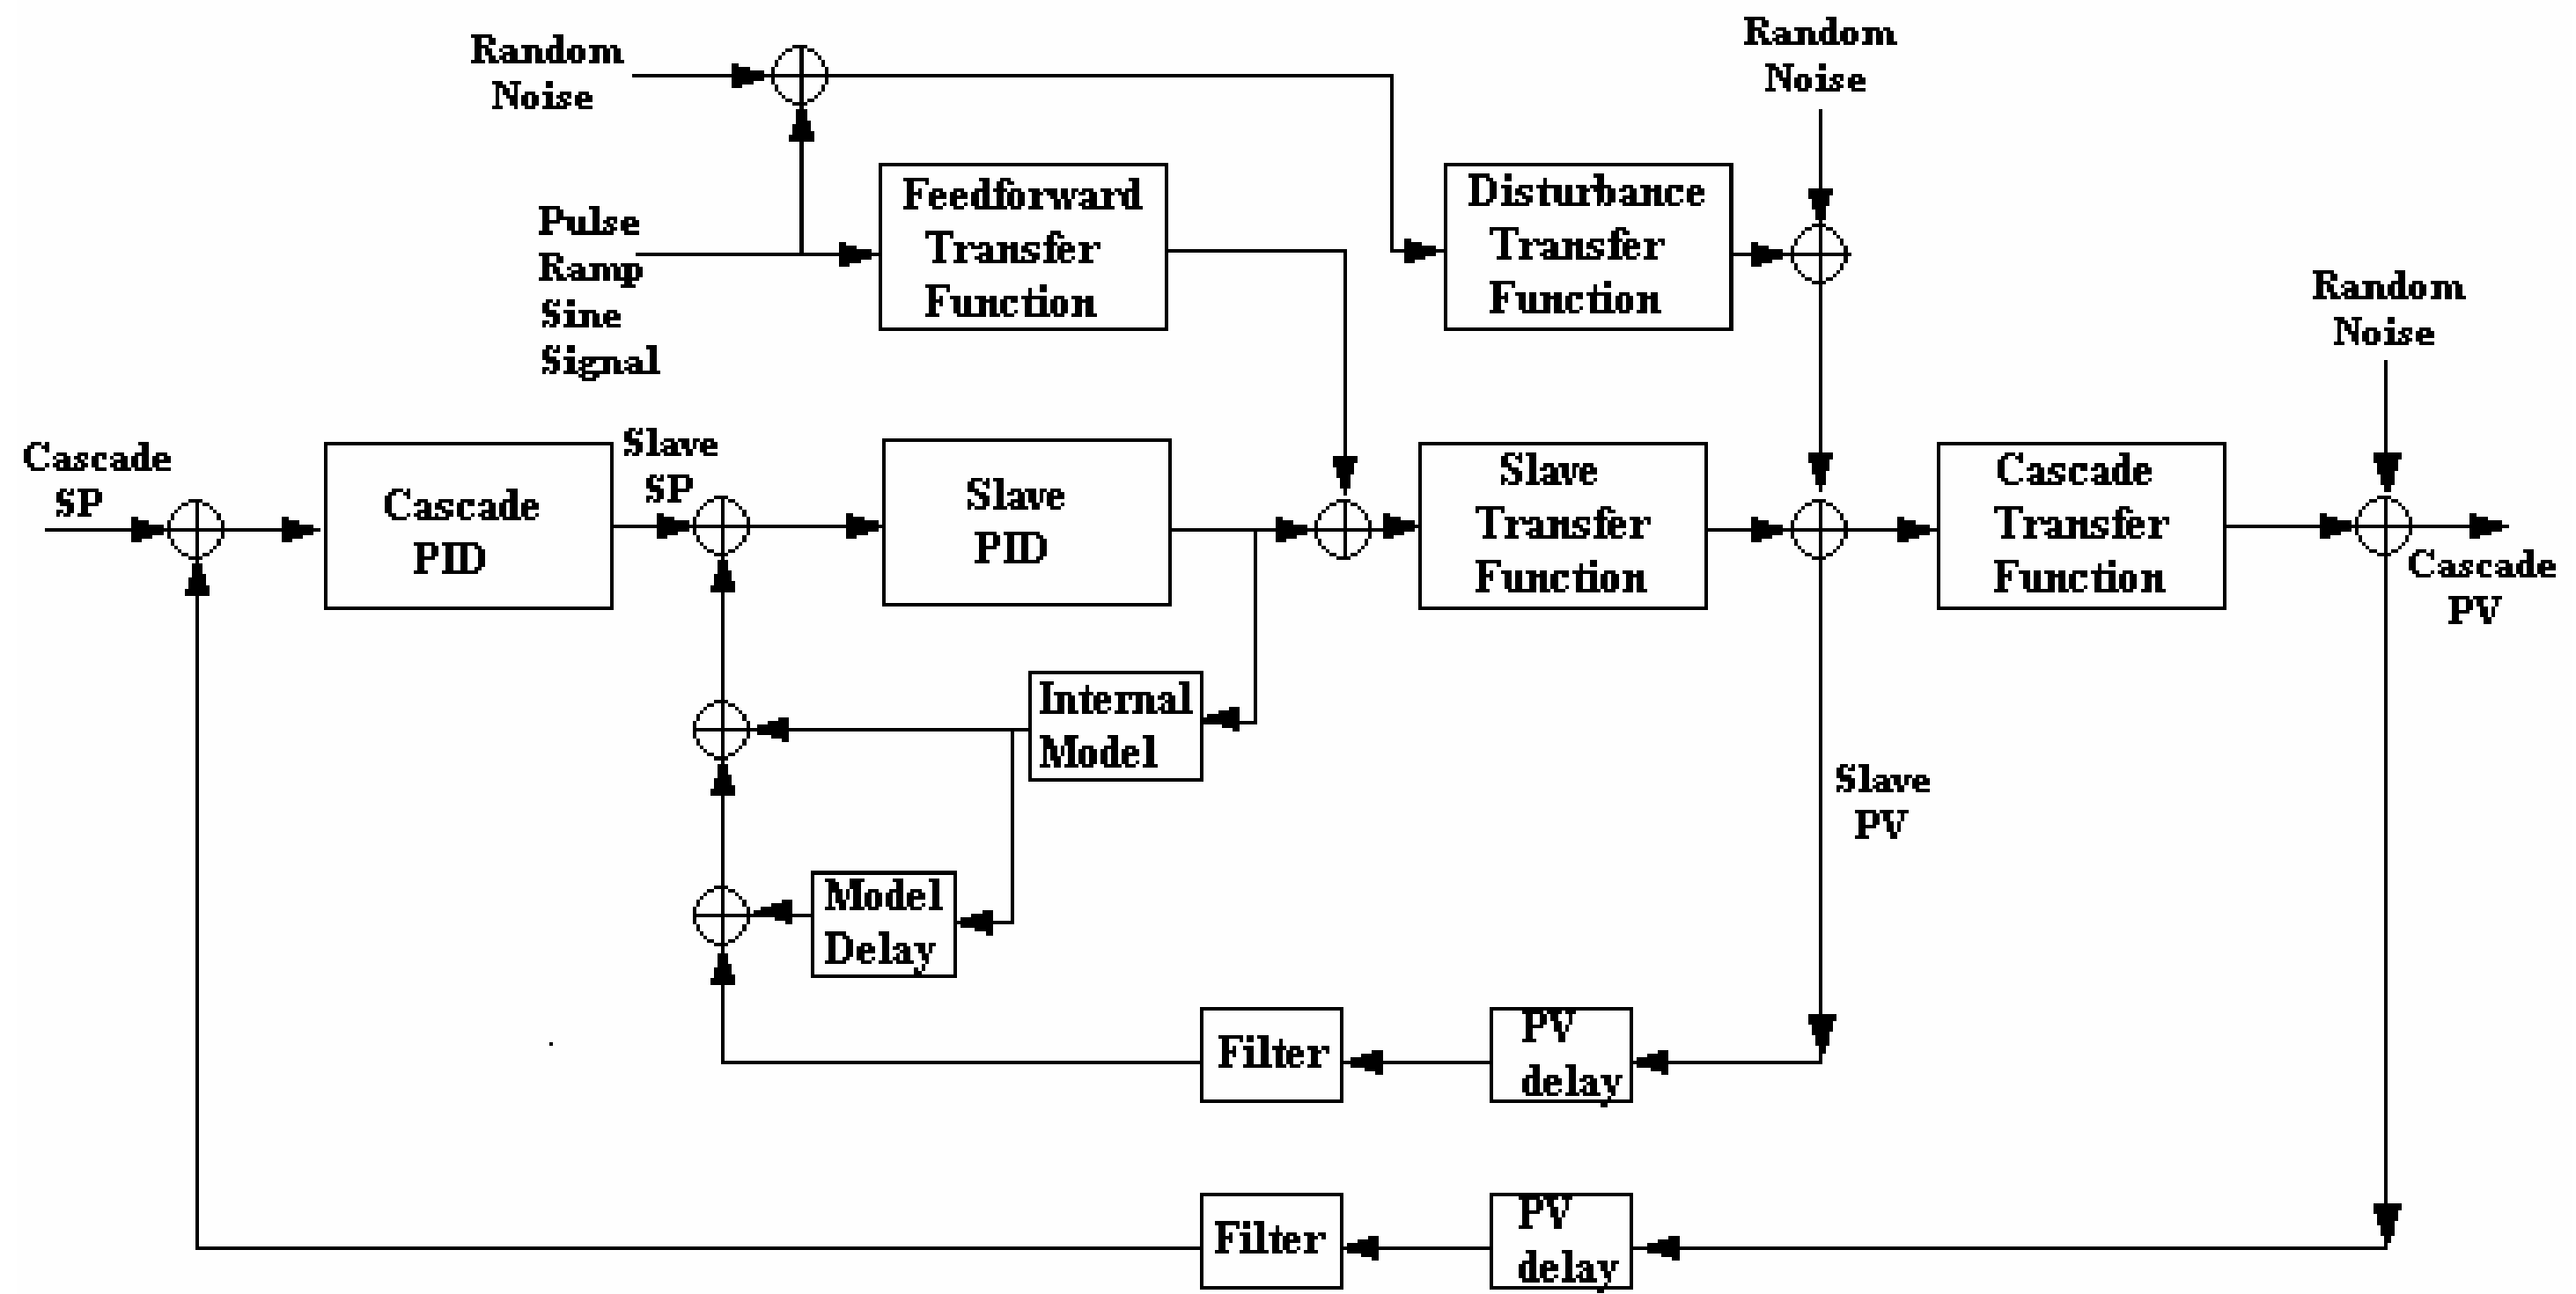 Random
Noise
Random
Noise
Pulse
Ramp
Sine
Signal
Feedforward
Transfer
Function
Disturbance
Transfer
Function
Random
Noise
Cascade
SP
Cascade
PID
Slave
SP
Slave
PID
Slave
Transfer
Function
Cascade
Transfer
Function
Cascade
PV
Internal
Model
Slave
PV
Model
Delay
Filter
PV
delay
Filter
PV
delay